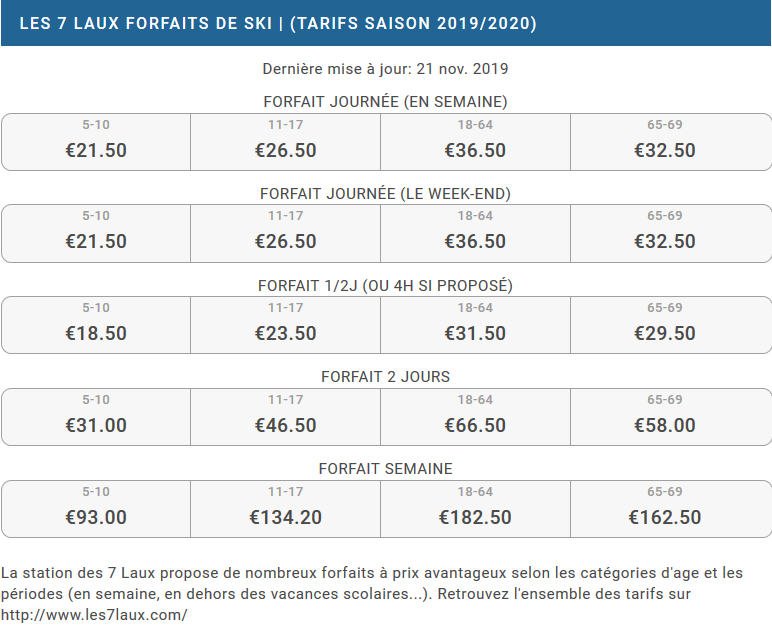 LES 7 LAUX FORFAITS DE SKI | (TARIFS SAISON 2019/2020)
Dernière mise à jour: 21 nov. 2019
FORFAIT JOURNÉE (EN SEMAINE)
5-10 11-17 18-64 65-69
€21.50 €26.50 €36.50 €32.50
FORFAIT JOURNÉE (LE WEEK-END)
5-10 11-17 18-64 65-69
€21.50 €26.50 €36.50 €32.50
FORFAIT 1/2J (OU 4H SI PROPOSÉ)
5-10 11-17 18-64 65-69
€18.50 €23.50 €31.50 €29.50
FORFAIT 2 JOURS
5-10 11-17 18-64 65-69
€31.00 €46.50 €66.50 €58.00
FORFAIT SEMAINE
5-10 11-17 18-64 65-69
€93.00 €134.20 €182.50 €162.50
La station des 7 Laux propose de nombreux forfaits à prix avantageux selon les catégories d'age et les
périodes (en semaine, en dehors des vacances scolaires...). Retrouvez l'ensemble des tarifs sur
http://www.les7laux.com/